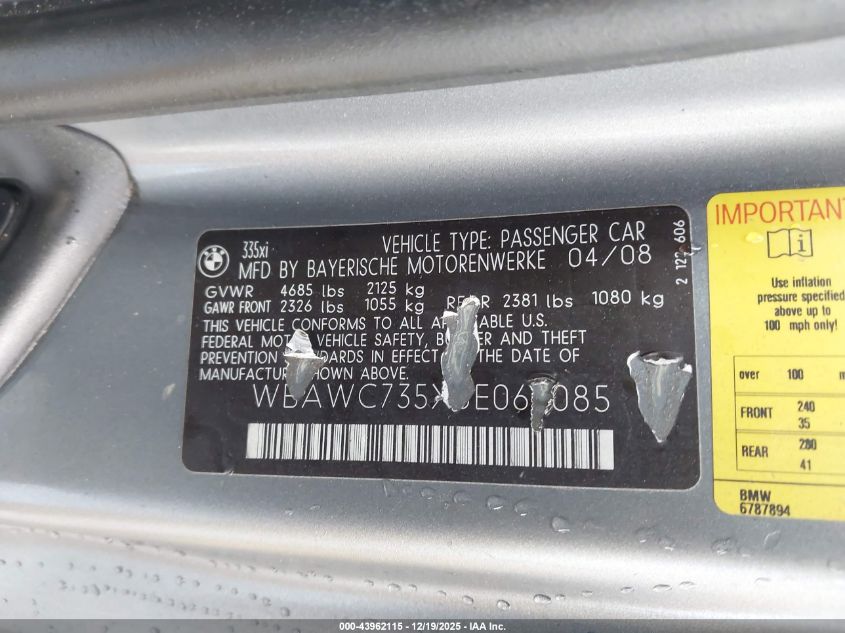 BMW
335xi
VEHICLE TYPE: PASSENGER CAR
MFD BY BAYERISCHE MOTORENWERKE 04/08
GVWR 4685 lbs 2125 kg
GAWR FRONT 2326 lbs 1055 kg 2381 lbs 1080 kg
THIS VEHICLE CONFORMS TO ALL U.S.
FEDERAL VEHICLE SAFETY, AND THEFT
PREVENTION IN EFFECT THE DATE OF
SHOWN ABOVE.
606
IMPORTANT
i
Use inflation
pressure specified
above up to
100 mph only!
over 100
FRONT 240
35
REAR 280
41
BMW
6787894
000-43962115 - 12/19/2025 - IAA Inc.